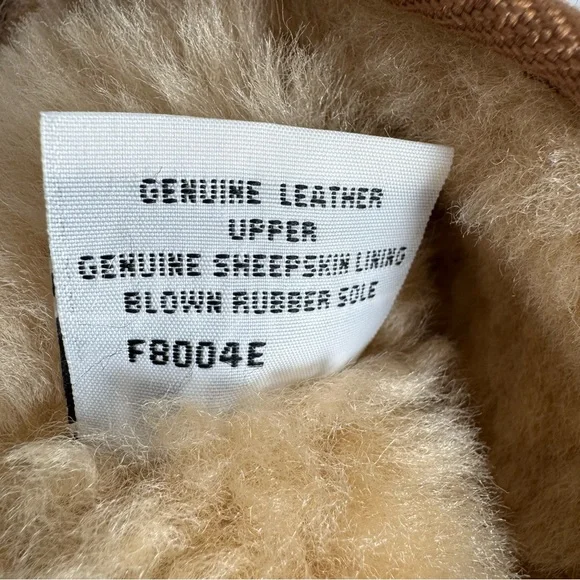 GENUINE LEATHER
UPPER
GENUINE SHEEPSKIN LINING
BLOWN RUBBER SOLE
F8004E